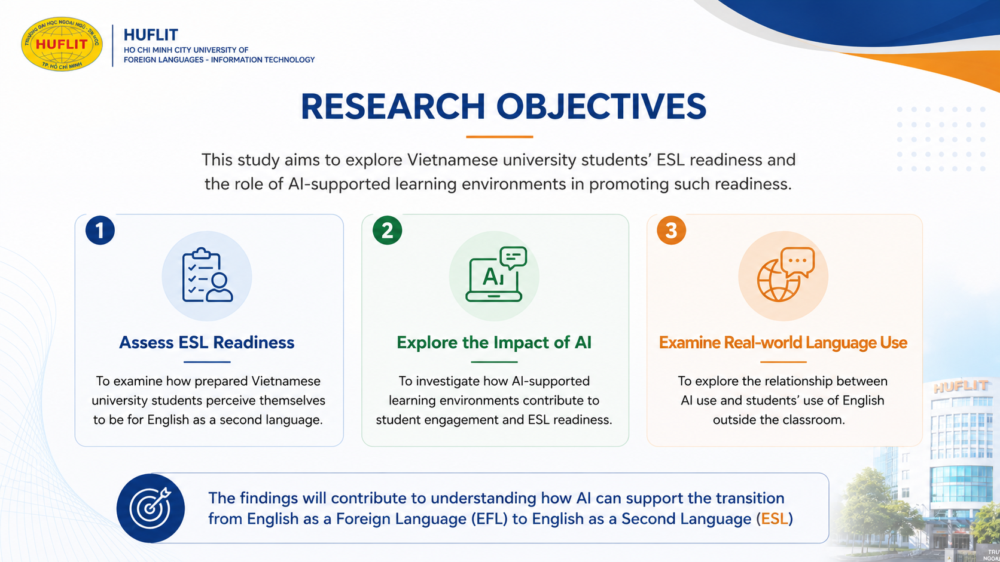 TRƯỜNG ĐẠI HỌC NGOẠI NGỮ - TIN HỌC
HUFLIT
TP. HỒ CHÍ MINH
HUFLIT
HO CHI MINH CITY UNIVERSITY OF
FOREIGN LANGUAGES - INFORMATION TECHNOLOGY
RESEARCH OBJECTIVES
This study aims to explore Vietnamese university students’ ESL readiness and
the role of AI-supported learning environments in promoting such readiness.
1
Assess ESL Readiness
To examine how prepared Vietnamese
university students perceive themselves
to be for English as a second language.
2
AI
Explore the Impact of AI
To investigate how AI-supported
learning environments contribute to
student engagement and ESL readiness.
3
Examine Real-world Language Use
To explore the relationship between
AI use and students’ use of English
outside the classroom.
HUFLIT
The findings will contribute to understanding how AI can support the transition
from English as a Foreign Language (EFL) to English as a Second Language (ESL)
TRƯ
NGOẠ